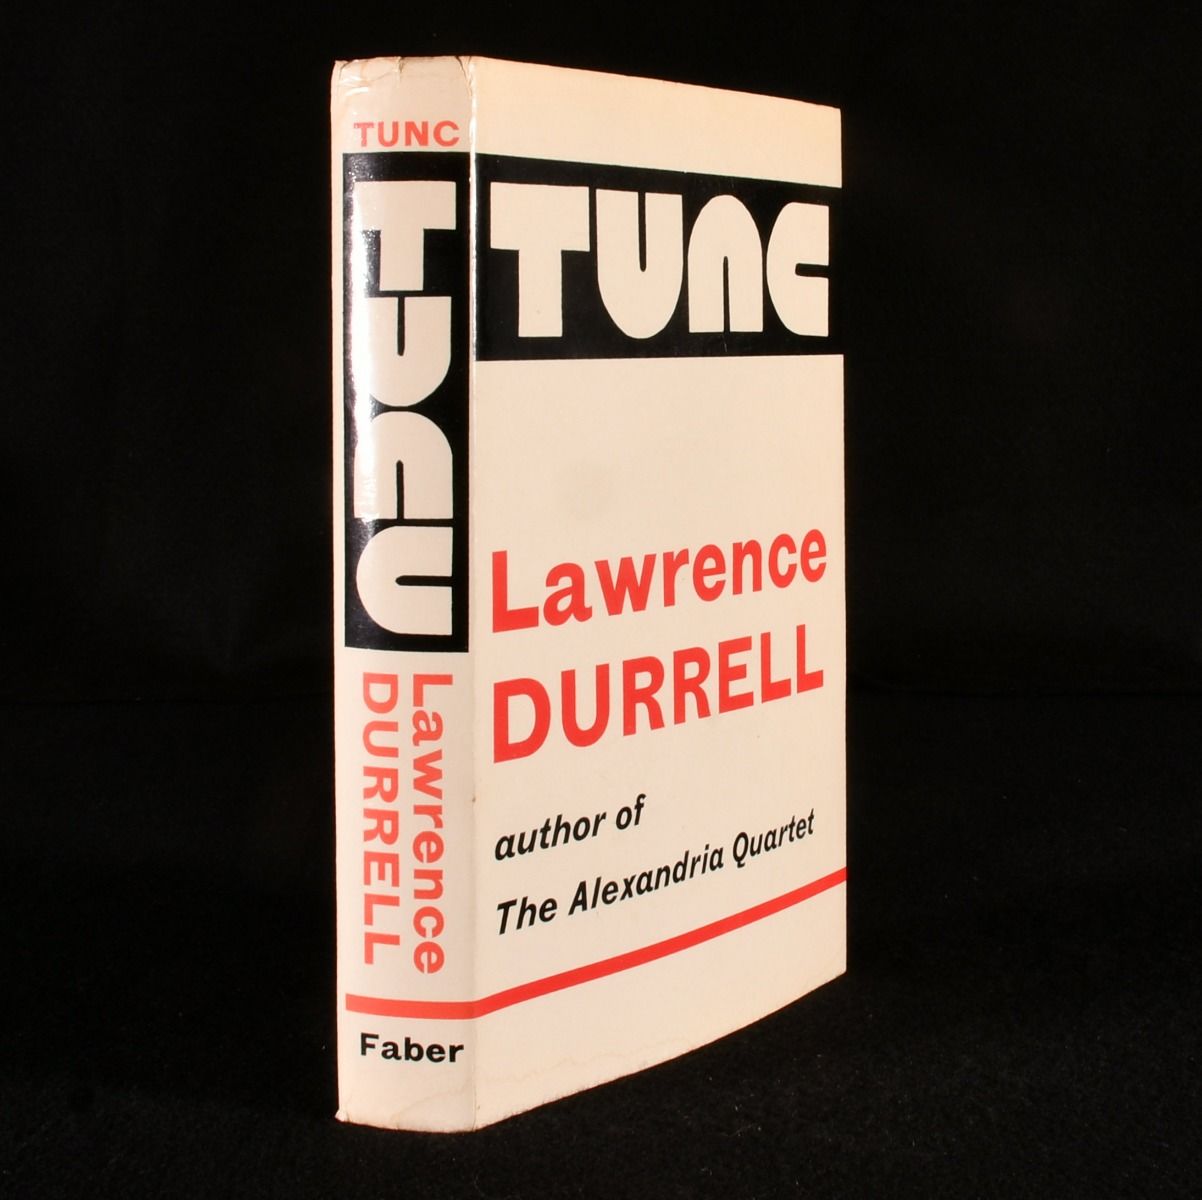 TUNC
TUNC
Lawrence
DURRELL
Faber
TUNC
Lawrence
DURRELL
author of
The Alexandria Quartet